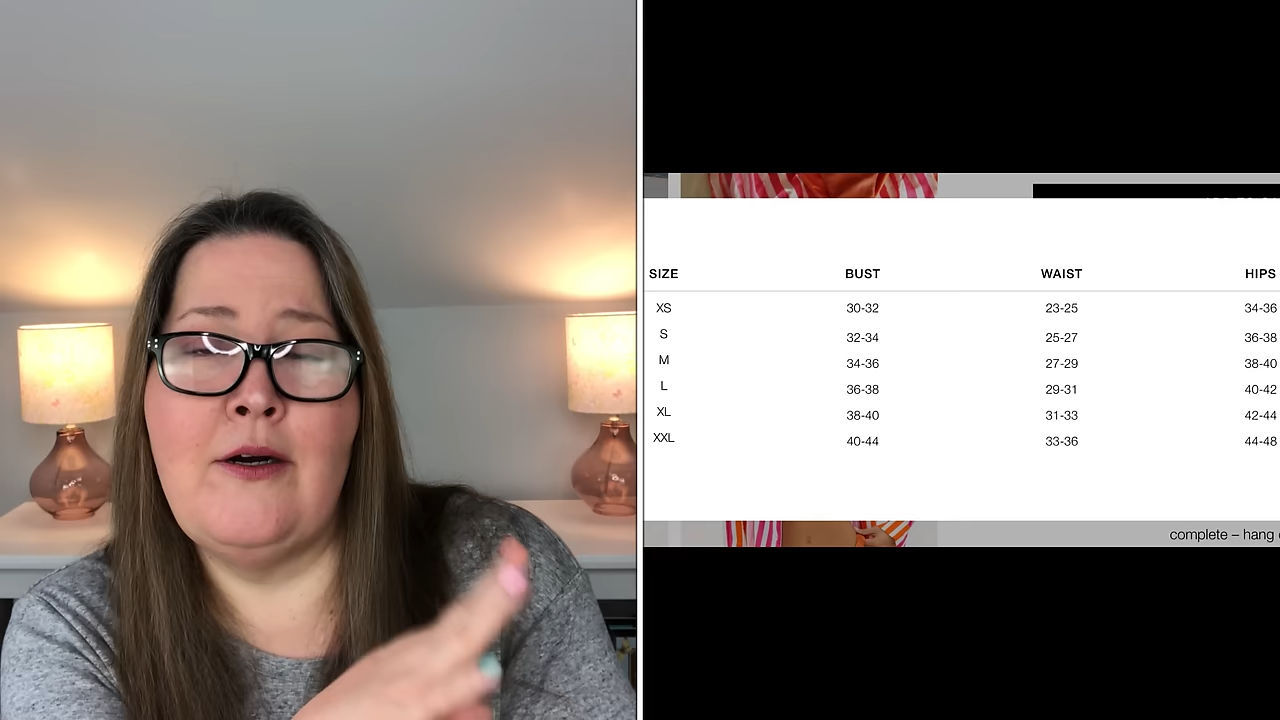 SIZE BUST WAIST HIPS
XS 30-32 23-25 34-36
S 32-34 25-27 36-38
M 34-36 27-29 38-40
L 36-38 29-31 40-42
XL 38-40 31-33 42-44
XXL 40-44 33-36 44-48
complete – hang